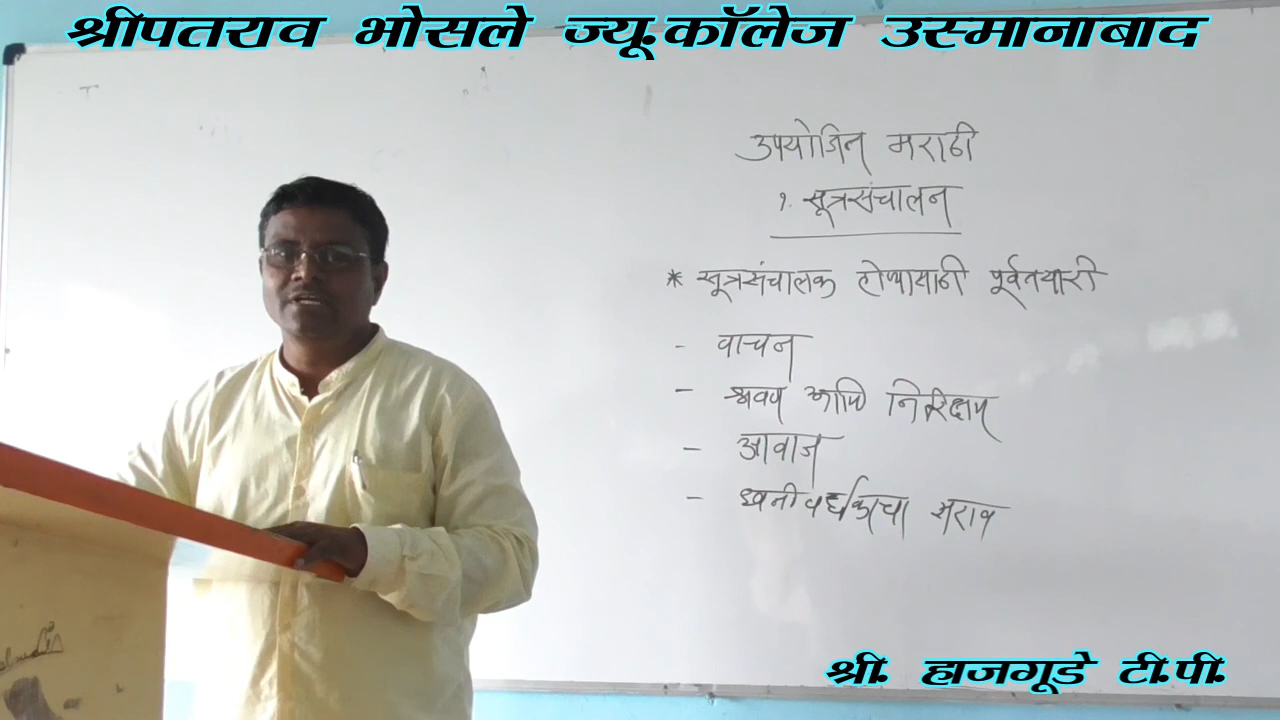 श्रीपतराव भोसले ज्यू.कॉलेज उस्मानाबाद
उपयोजित मराठी
१. सूत्रसंचालन
* सूत्रसंचालक होण्यासाठी पूर्वतयारी
- वाचन
- श्रवण आणि निरिक्षण
- आवाज
- ध्वनीवर्धकाचा सराव
श्री. हाजगूडे टी.पी.